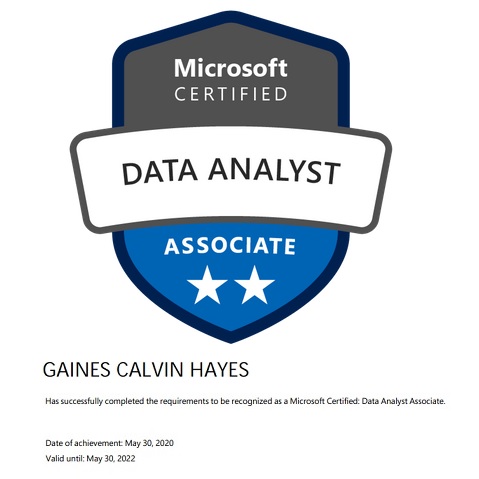 Microsoft
CERTIFIED
DATA ANALYST
ASSOCIATE
GAINES CALVIN HAYES
Has successfully completed the requirements to be recognized as a Microsoft Certified: Data Analyst Associate.
Date of achievement: May 30, 2020
Valid until: May 30, 2022